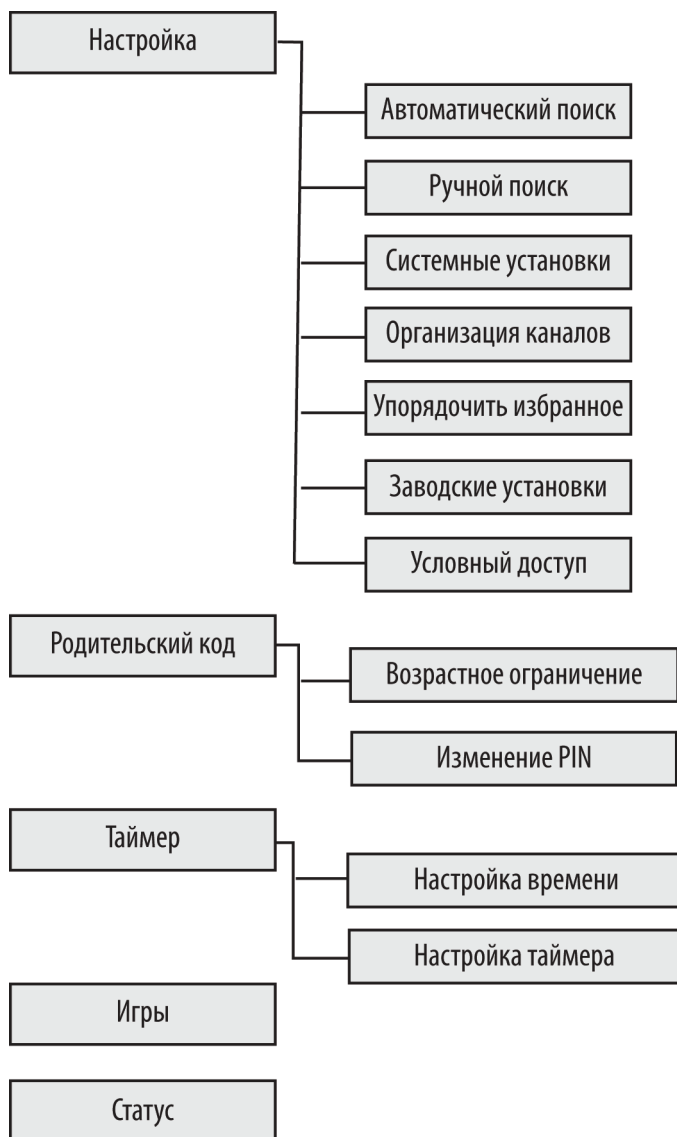 Настройка
Автоматический поиск
Ручной поиск
Системные установки
Организация каналов
Упорядочить избранное
Заводские установки
Условный доступ
Родительский код
Возрастное ограничение
Изменение PIN
Таймер
Настройка времени
Настройка таймера
Игры
Статус